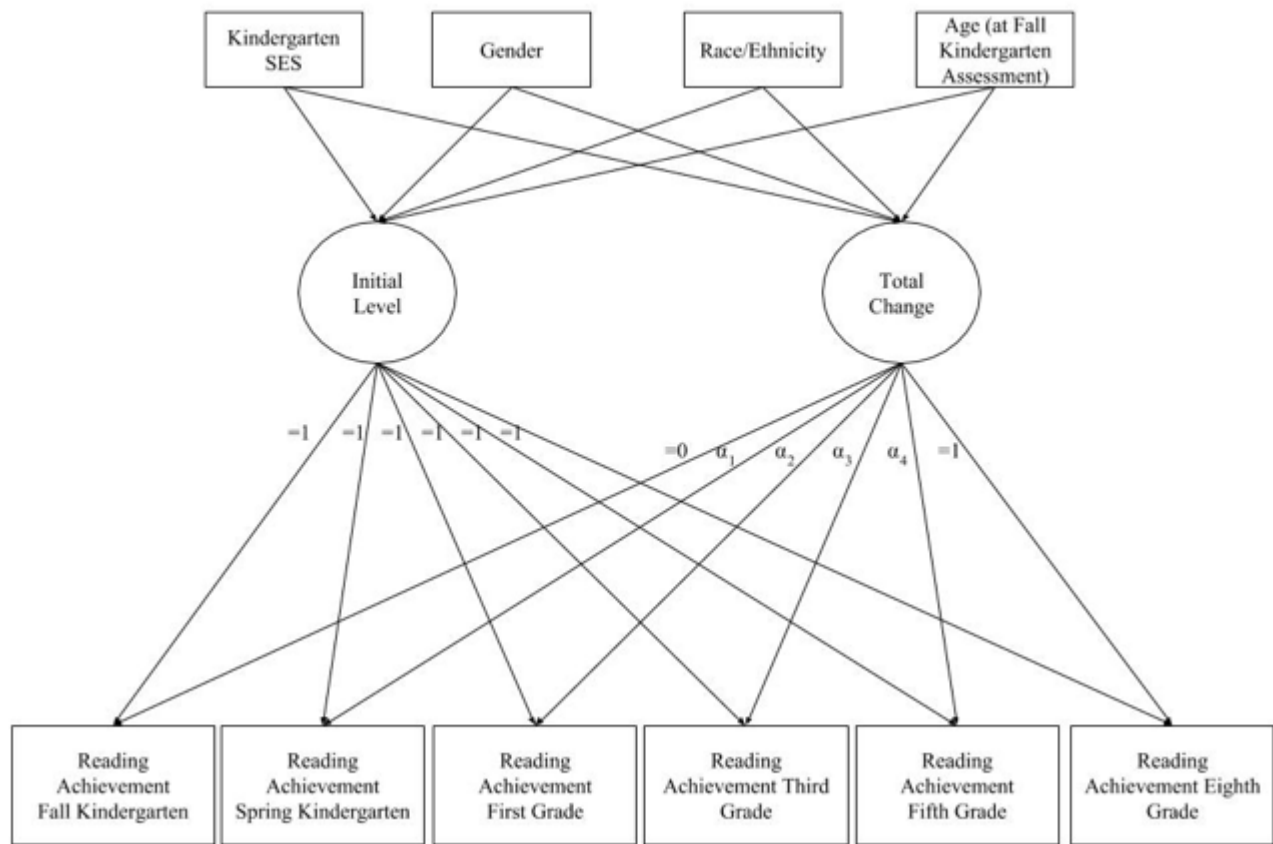 Kindergarten
SES
Gender
Race/Ethnicity
Age (at Fall
Kindergarten
Assessment)
Initial
Level
Total
Change
=1
=1
=1
=1
=1
=1
=0
α1
α2
α3
α4
=1
Reading
Achievement
Fall Kindergarten
Reading
Achievement
Spring Kindergarten
Reading
Achievement
First Grade
Reading
Achievement Third
Grade
Reading
Achievement
Fifth Grade
Reading
Achievement Eighth
Grade